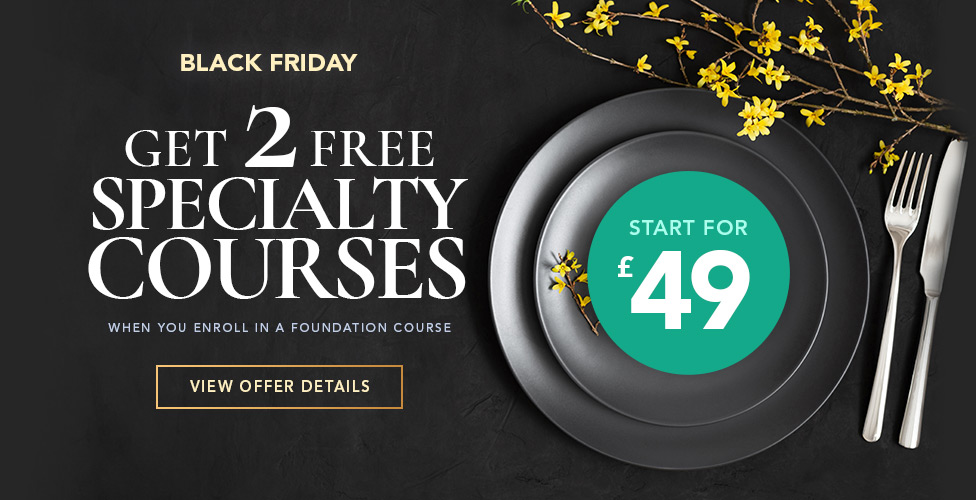 BLACK FRIDAY
GET 2 FREE
SPECIALTY
COURSES
WHEN YOU ENROLL IN A FOUNDATION COURSE
VIEW OFFER DETAILS
START FOR
£49